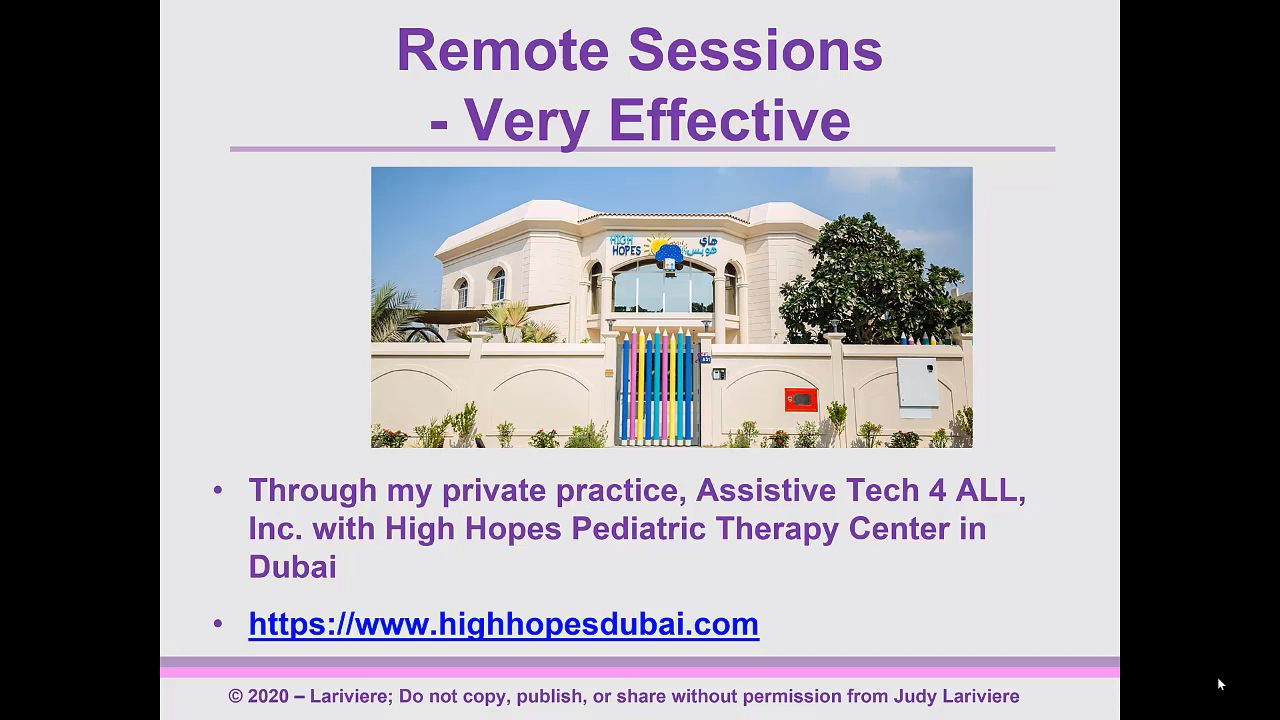 Remote Sessions
- Very Effective
HIGH
HOPES
هاي
هوبس
• Through my private practice, Assistive Tech 4 ALL,
Inc. with High Hopes Pediatric Therapy Center in
Dubai
• https://www.highhopesdubai.com
© 2020 – Lariviere; Do not copy, publish, or share without permission from Judy Lariviere